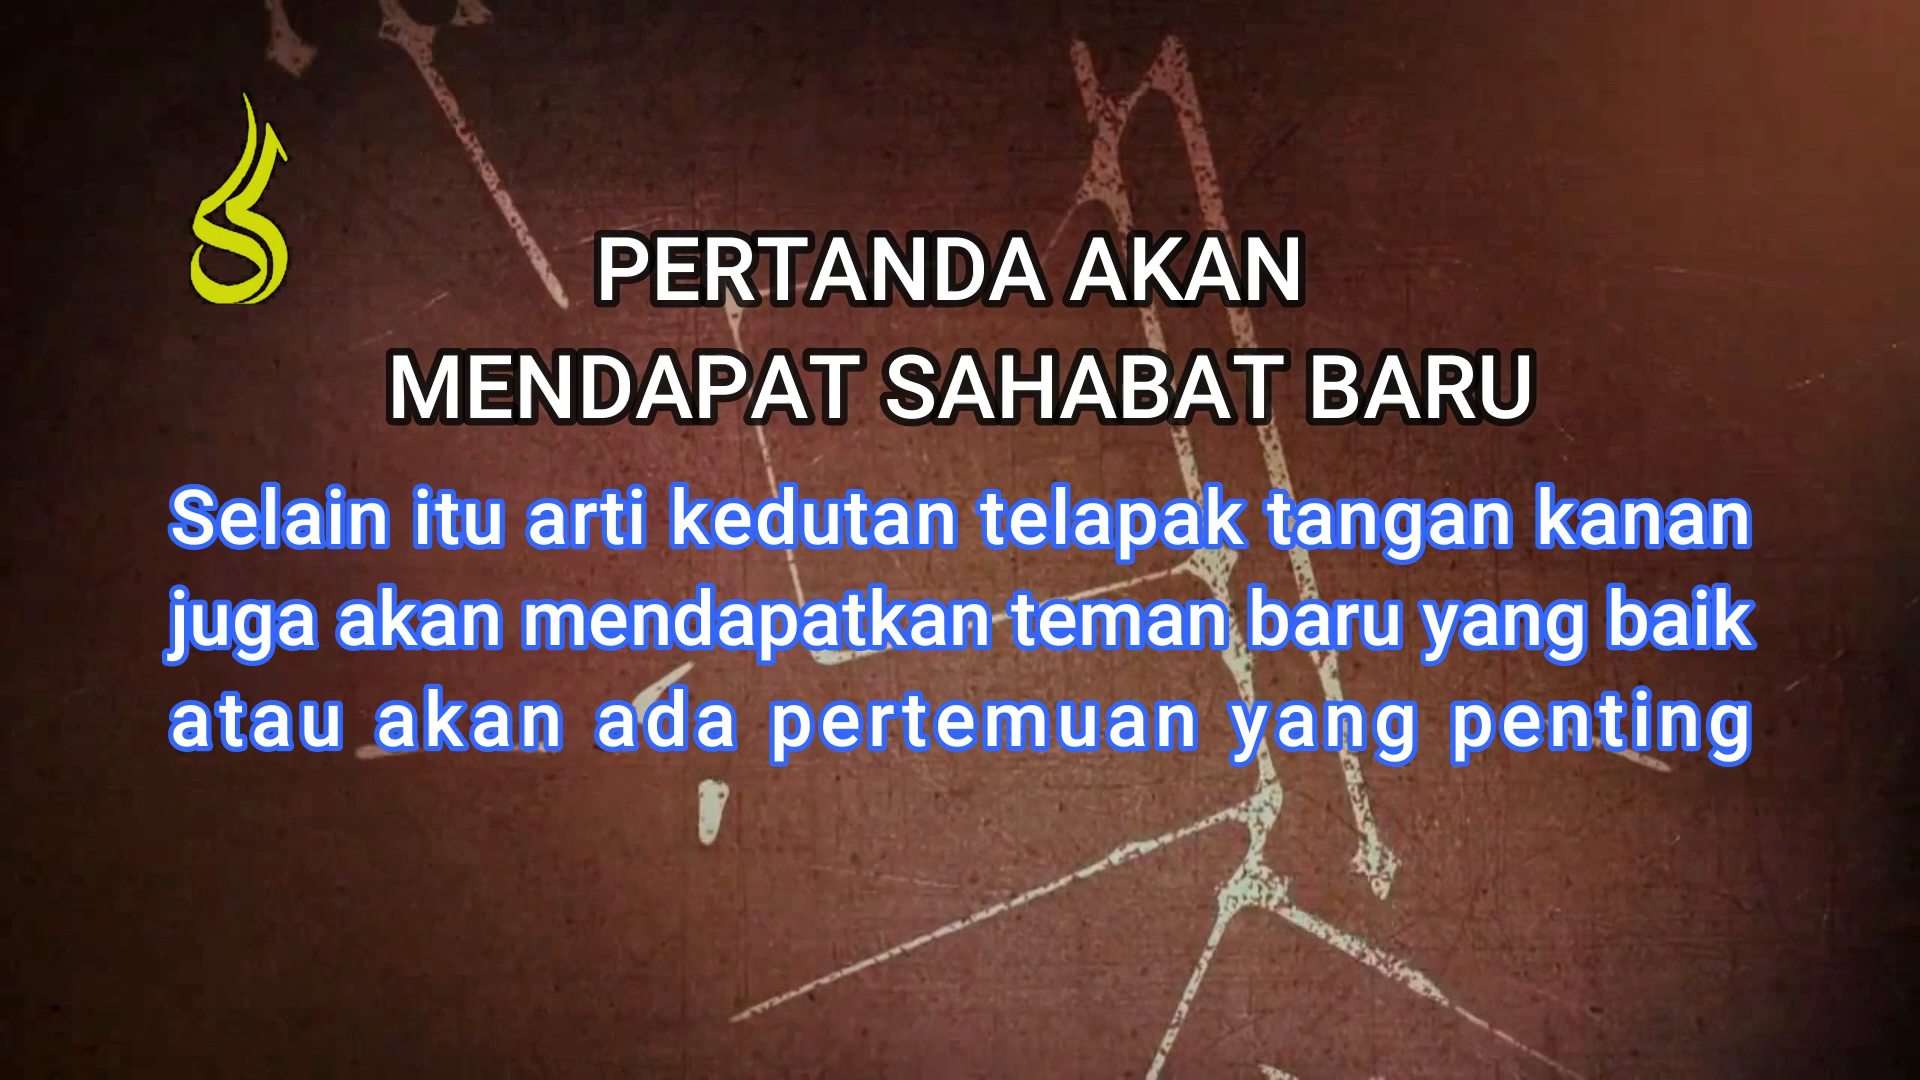 PERTANDA AKAN
MENDAPAT SAHABAT BARU
Selain itu arti kedutan telapak tangan kanan
juga akan mendapatkan teman baru yang baik
atau akan ada pertemuan yang penting